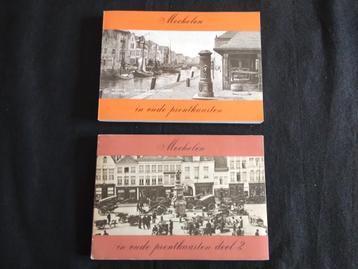 Mechelen
in oude prentkaarten
Mechelen
in oude prentkaarten deel 2